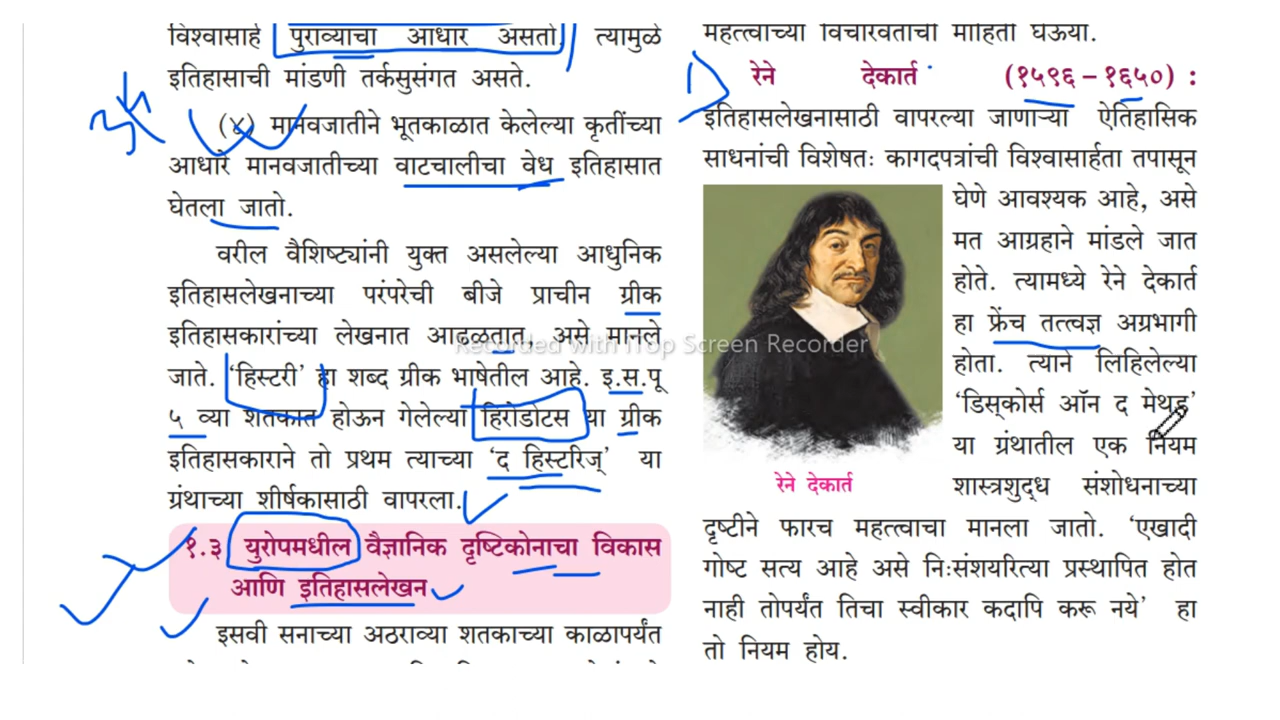 विश्वासार्ह पुराव्यांचा आधार असतो. त्यामुळे
इतिहासाची मांडणी तर्कसुसंगत असते.
(४) मानवजातीने भूतकाळात केलेल्या कृतींच्या
आधारे मानवजातीच्या वाटचालीचा वेध इतिहासात
घेतला जातो.
वरील वैशिष्ट्यांनी युक्त असलेल्या आधुनिक
इतिहासलेखनाच्या परंपरेची बीजे प्राचीन ग्रीक
इतिहासकारांच्या लेखनात आढळतात, असे मानले
जाते. ‘हिस्टरी’ हा शब्द ग्रीक भाषेतील आहे. इ.स.पू
५ व्या शतकात होऊन गेलेल्या हिरोडोटस या ग्रीक
इतिहासकाराने तो प्रथम त्याच्या ‘द हिस्टरिज्’ या
ग्रंथाच्या शीर्षकासाठी वापरला.
१.३ युरोपमधील वैज्ञानिक दृष्टिकोनाचा विकास
आणि इतिहासलेखन
इसवी सनाच्या अठराव्या शतकाच्या काळापर्यंत
महत्त्वाच्या विचारवंतांची माहिती घेऊया.
१) रेने देकार्त (१५९६ – १६५०) :
इतिहासलेखनासाठी वापरल्या जाणाऱ्या ऐतिहासिक
साधनांची विशेषतः कागदपत्रांची विश्वासार्हता तपासून
घेणे आवश्यक आहे, असे
मत आग्रहाने मांडले जात
होते. त्यामध्ये रेने देकार्त
हा फ्रेंच तत्त्वज्ञ अग्रभागी
होता. त्याने लिहिलेल्या
‘डिस्कोर्स ऑन द मेथड’
या ग्रंथातील एक नियम
रेने देकार्त
शास्त्रशुद्ध संशोधनाच्या
दृष्टीने फारच महत्त्वाचा मानला जातो. ‘एखादी
गोष्ट सत्य आहे असे निःसंशयरित्या प्रस्थापित होत
नाही तोपर्यंत तिचा स्वीकार कदापि करू नये’ हा
तो नियम होय.
Recorded with iTop Screen Recorder